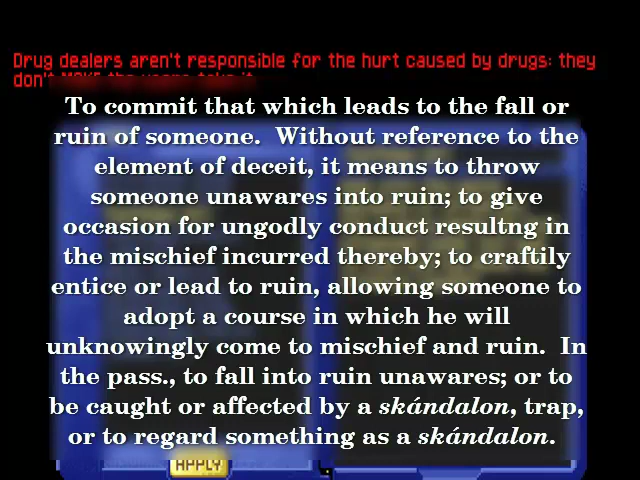 Drug dealers aren't responsible for the hurt caused by drugs: they
don't MAKE the users take it
To commit that which leads to the fall or
ruin of someone. Without reference to the
element of deceit, it means to throw
someone unawares into ruin; to give
occasion for ungodly conduct resultng in
the mischief incurred thereby; to craftily
entice or lead to ruin, allowing someone to
adopt a course in which he will
unknowingly come to mischief and ruin. In
the pass., to fall into ruin unawares; or to
be caught or affected by a skándalon, trap,
or to regard something as a skándalon.
APPLY